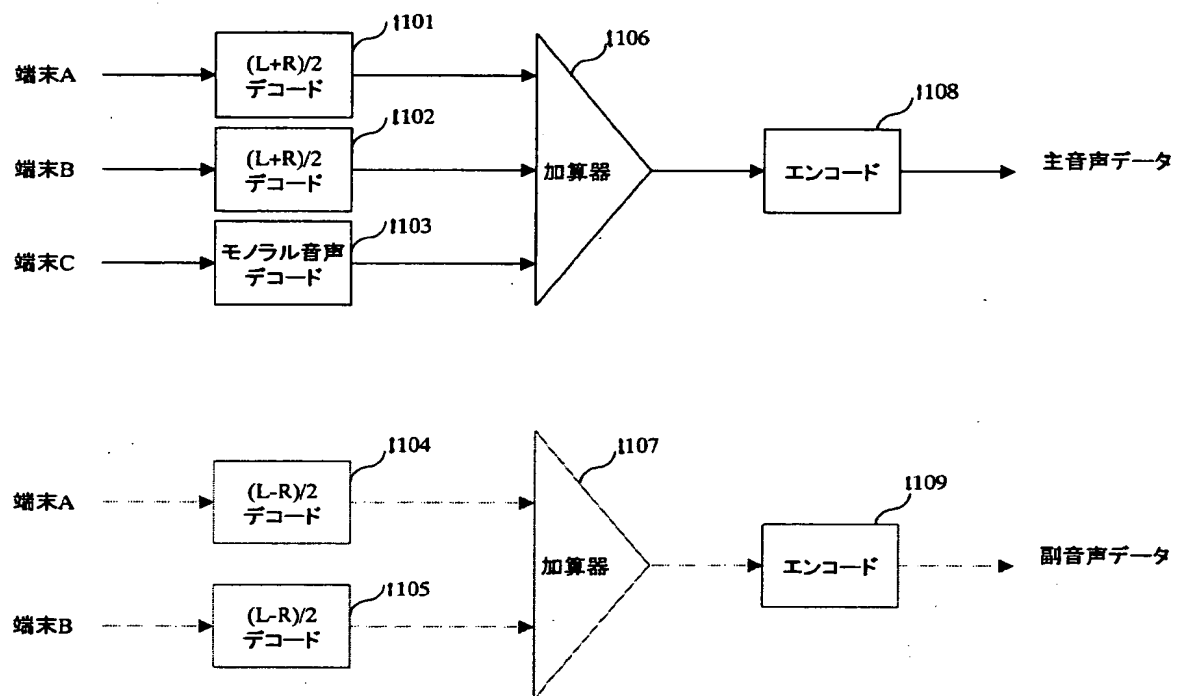 1101
端末A
(L+R)/2
デコード
1102
端末B
(L+R)/2
デコード
1103
端末C
モノラル音声
デコード
1106
加算器
1108
エンコード
主音声データ
1104
端末A
(L-R)/2
デコード
1105
端末B
(L-R)/2
デコード
1107
加算器
1109
エンコード
副音声データ